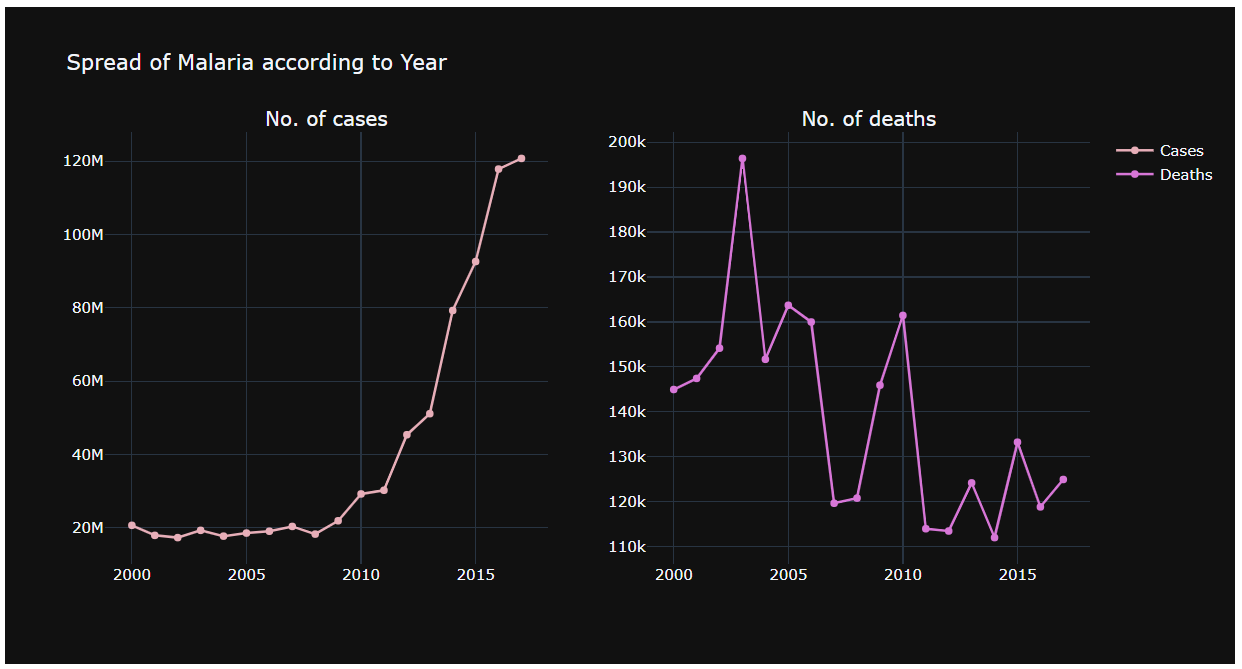 Spread of Malaria according to Year
No. of cases
120M
100M
80M
60M
40M
20M
2000 2005 2010 2015
No. of deaths
200k
190k
180k
170k
160k
150k
140k
130k
120k
110k
2000 2005 2010 2015
Cases
Deaths